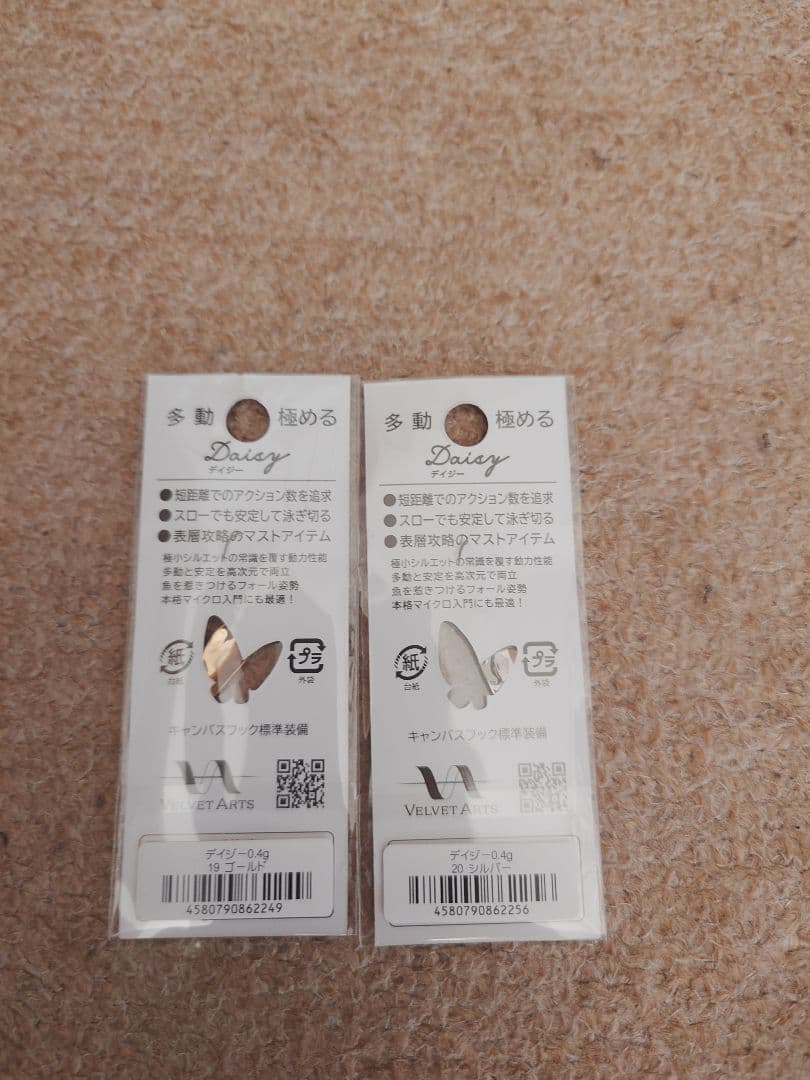 多動 極める
Daisy
デイジー
●短距離でのアクション数を追求
●スローでも安定して泳ぎ切る
●表層攻略のマストアイテム
極小シルエットの常識を覆す動力性能
多動と安定を高次元で両立
魚を惹きつけるフォール姿勢
本格マイクロ入門にも最適！
紙
台紙
プラ
外袋
キャンバスフック標準装備
VELVET ARTS
デイジー0.4g
19 ゴールド
4580790862249
多動 極める
Daisy
デイジー
●短距離でのアクション数を追求
●スローでも安定して泳ぎ切る
●表層攻略のマストアイテム
極小シルエットの常識を覆す動力性能
多動と安定を高次元で両立
魚を惹きつけるフォール姿勢
本格マイクロ入門にも最適！
紙
台紙
プラ
外袋
キャンバスフック標準装備
VELVET ARTS
デイジー0.4g
20 シルバー
4580790862256